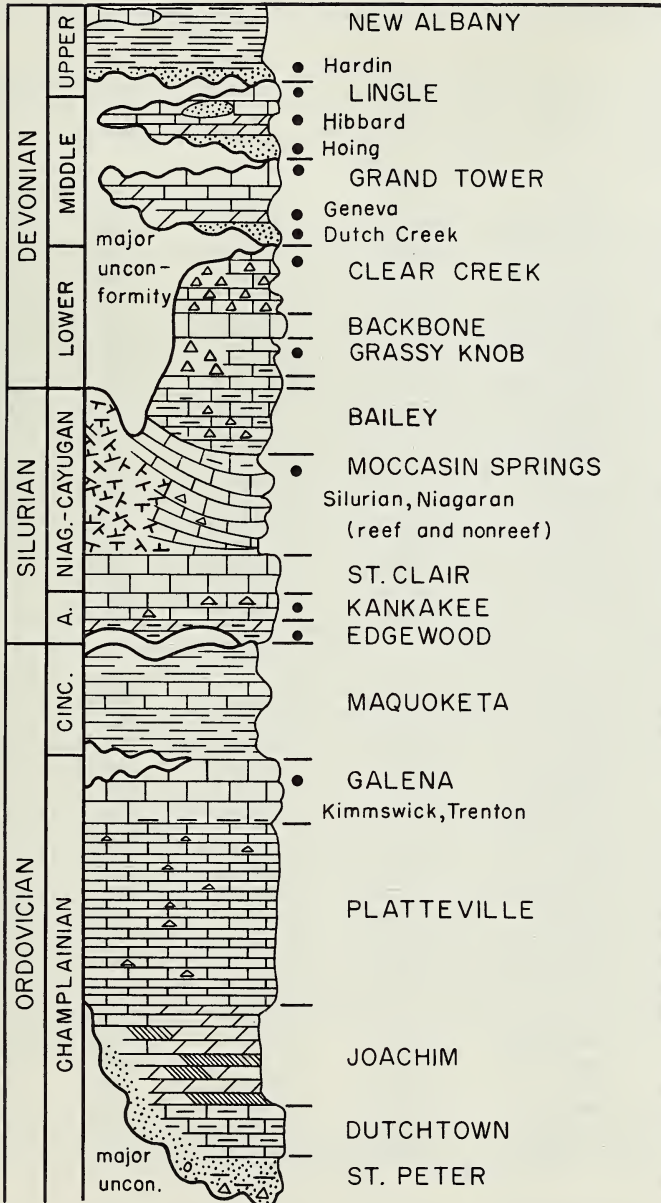 DEVONIAN
UPPER
MIDDLE
LOWER
SILURIAN
NIAG.-CAYUGAN
A.
ORDOVICIAN
CINC.
CHAMPLAINIAN
NEW ALBANY
Hardin
LINGLE
Hibbard
Hoing
GRAND TOWER
Geneva
Dutch Creek
major
uncon-
formity
CLEAR CREEK
BACKBONE
GRASSY KNOB
BAILEY
MOCCASIN SPRINGS
Silurian, Niagaran
(reef and nonreef)
ST. CLAIR
KANKAKEE
EDGEWOOD
MAQUOKETA
GALENA
Kimmswick, Trenton
PLATTEVILLE
JOACHIM
DUTCHTOWN
major
uncon.
ST. PETER